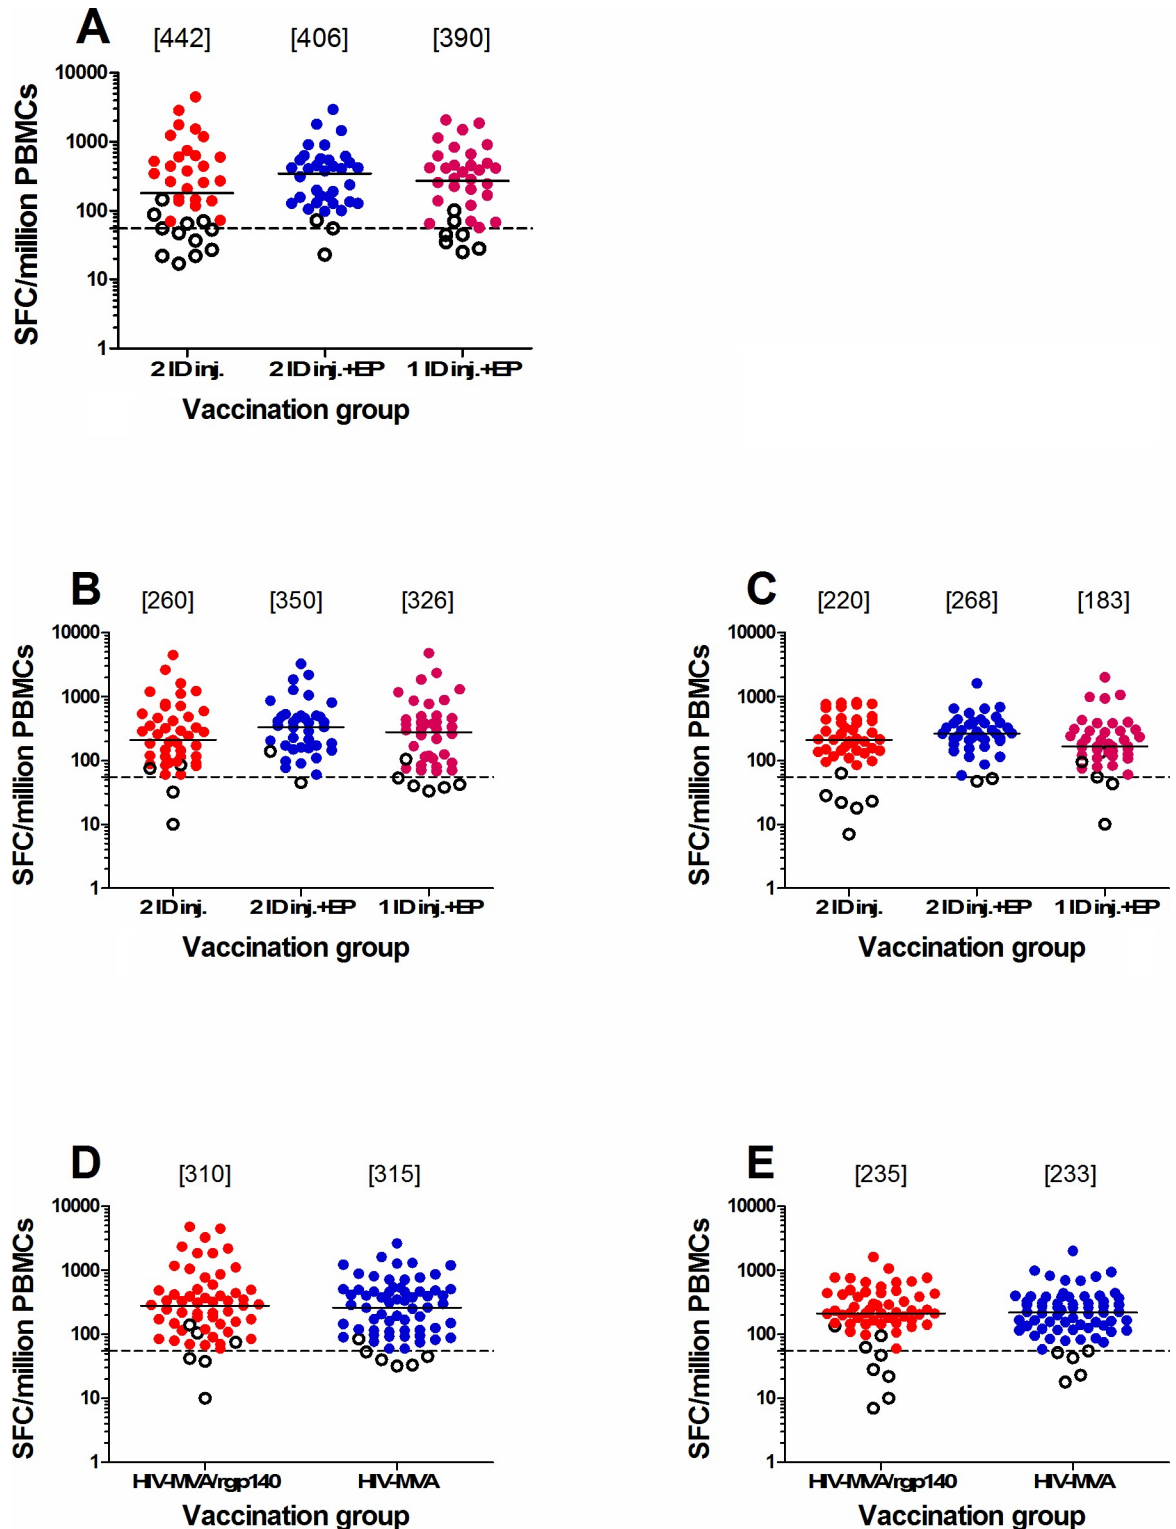 A
[442] [406] [390]
SFC/million PBMCs
10000
1000
100
10
1
2 ID inj. 2 ID inj.+EP 1 ID inj.+EP
Vaccination group
B
[260] [350] [326]
SFC/million PBMCs
10000
1000
100
10
1
2 ID inj. 2 ID inj.+EP 1 ID inj.+EP
Vaccination group
C
[220] [268] [183]
SFC/million PBMCs
10000
1000
100
10
1
2 ID inj. 2 ID inj.+EP 1 ID inj.+EP
Vaccination group
D
[310] [315]
SFC/million PBMCs
10000
1000
100
10
1
HIV-MVA/rgp140 HIV-MVA
Vaccination group
E
[235] [233]
SFC/million PBMCs
10000
1000
100
10
1
HIV-MVA/rgp140 HIV-MVA
Vaccination group